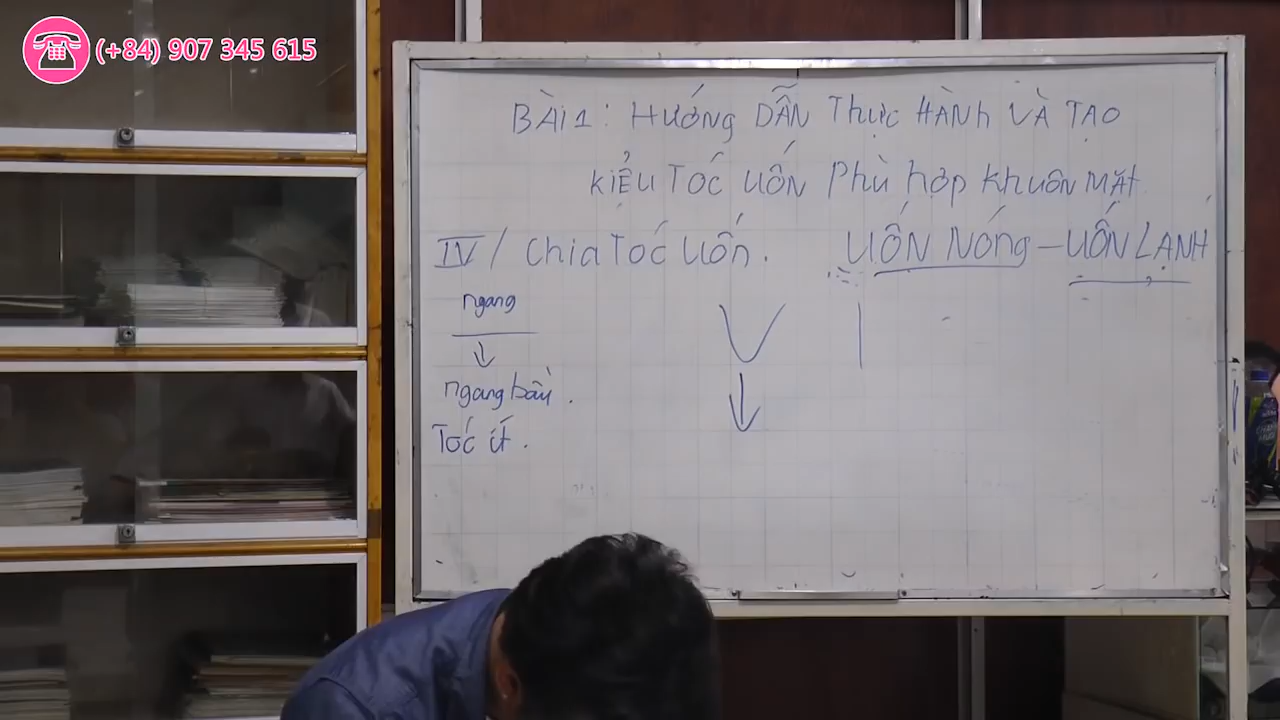 (+84) 907 345 615
BÀI 1: HƯỚNG DẪN THỰC HÀNH VÀ TẠO
KIỂU TÓC UỐN PHÙ HỢP KHUÔN MẶT
IV/ Chia Tóc Uốn. UỐN NÓNG - UỐN LẠNH
ngang
ngang bầu.
Tóc ít.